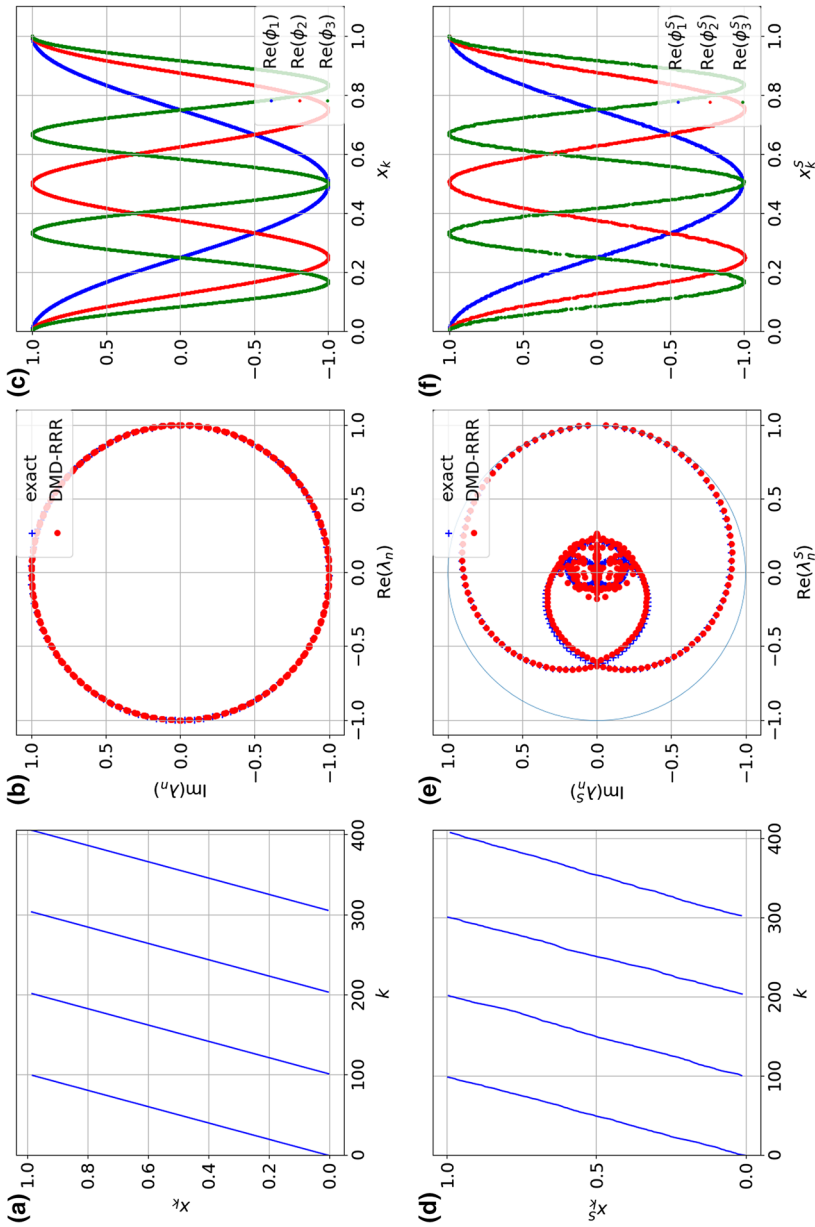 (a)
x_k
1.0
0.8
0.6
0.4
0.2
0.0
0 100 200 300 400
k
(b)
Im(λ_n)
1.0
0.5
0.0
−0.5
−1.0
exact
DMD-RRR
−1.0 −0.5 0.0 0.5 1.0
Re(λ_n)
(c)
1.0
0.5
0.0
−0.5
−1.0
Re(ϕ_1)
Re(ϕ_2)
Re(ϕ_3)
0.0 0.2 0.4 0.6 0.8 1.0
x_k
(d)
x_k^S
1.0
0.5
0.0
0 100 200 300 400
k
(e)
Im(λ_n^S)
1.0
0.5
0.0
−0.5
−1.0
exact
DMD-RRR
−1.0 −0.5 0.0 0.5 1.0
Re(λ_n^S)
(f)
1.0
0.5
0.0
−0.5
−1.0
Re(ϕ_1^S)
Re(ϕ_2^S)
Re(ϕ_3^S)
0.0 0.2 0.4 0.6 0.8 1.0
x_k^S